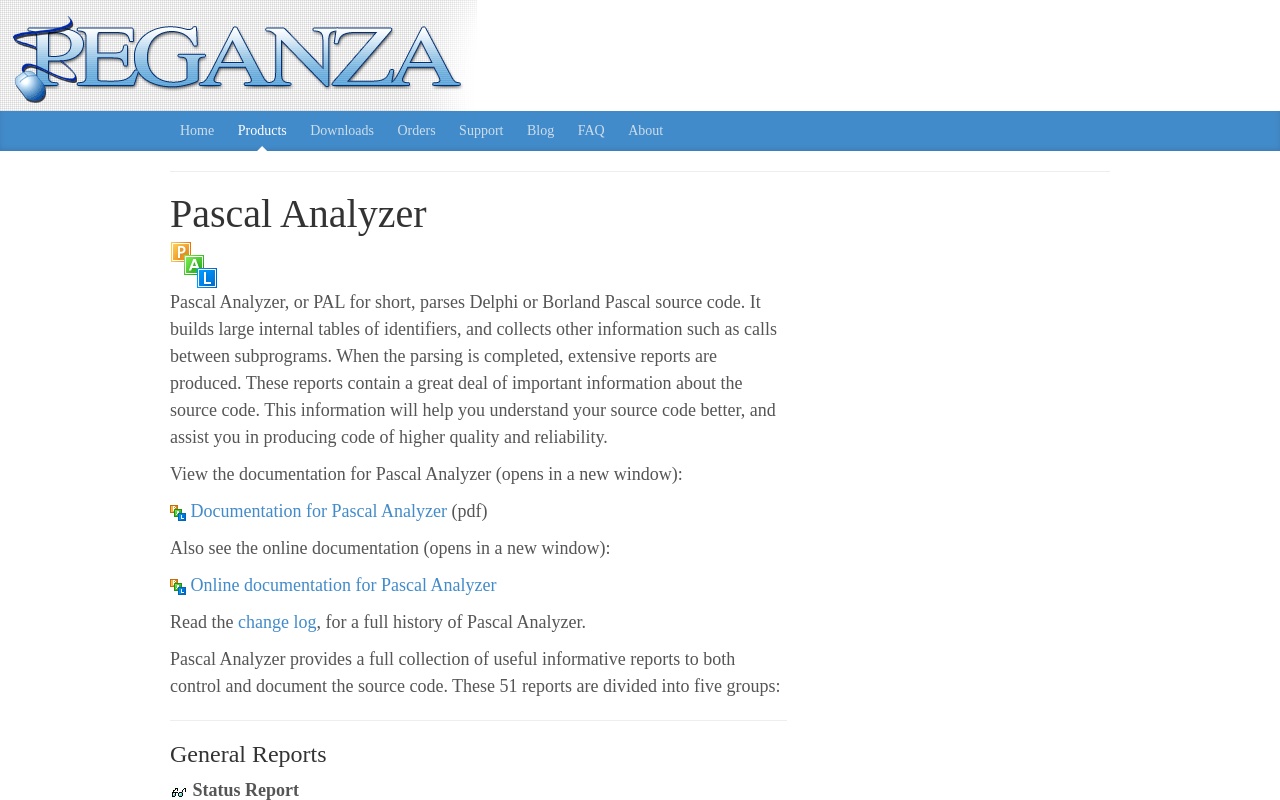 PEGANZA
Home Products Downloads Orders Support Blog FAQ About
Pascal Analyzer
P
A
L
Pascal Analyzer, or PAL for short, parses Delphi or Borland Pascal source code. It
builds large internal tables of identifiers, and collects other information such as calls
between subprograms. When the parsing is completed, extensive reports are
produced. These reports contain a great deal of important information about the
source code. This information will help you understand your source code better, and
assist you in producing code of higher quality and reliability.
View the documentation for Pascal Analyzer (opens in a new window):
Documentation for Pascal Analyzer (pdf)
Also see the online documentation (opens in a new window):
Online documentation for Pascal Analyzer
Read the change log, for a full history of Pascal Analyzer.
Pascal Analyzer provides a full collection of useful informative reports to both
control and document the source code. These 51 reports are divided into five groups:
General Reports
Status Report